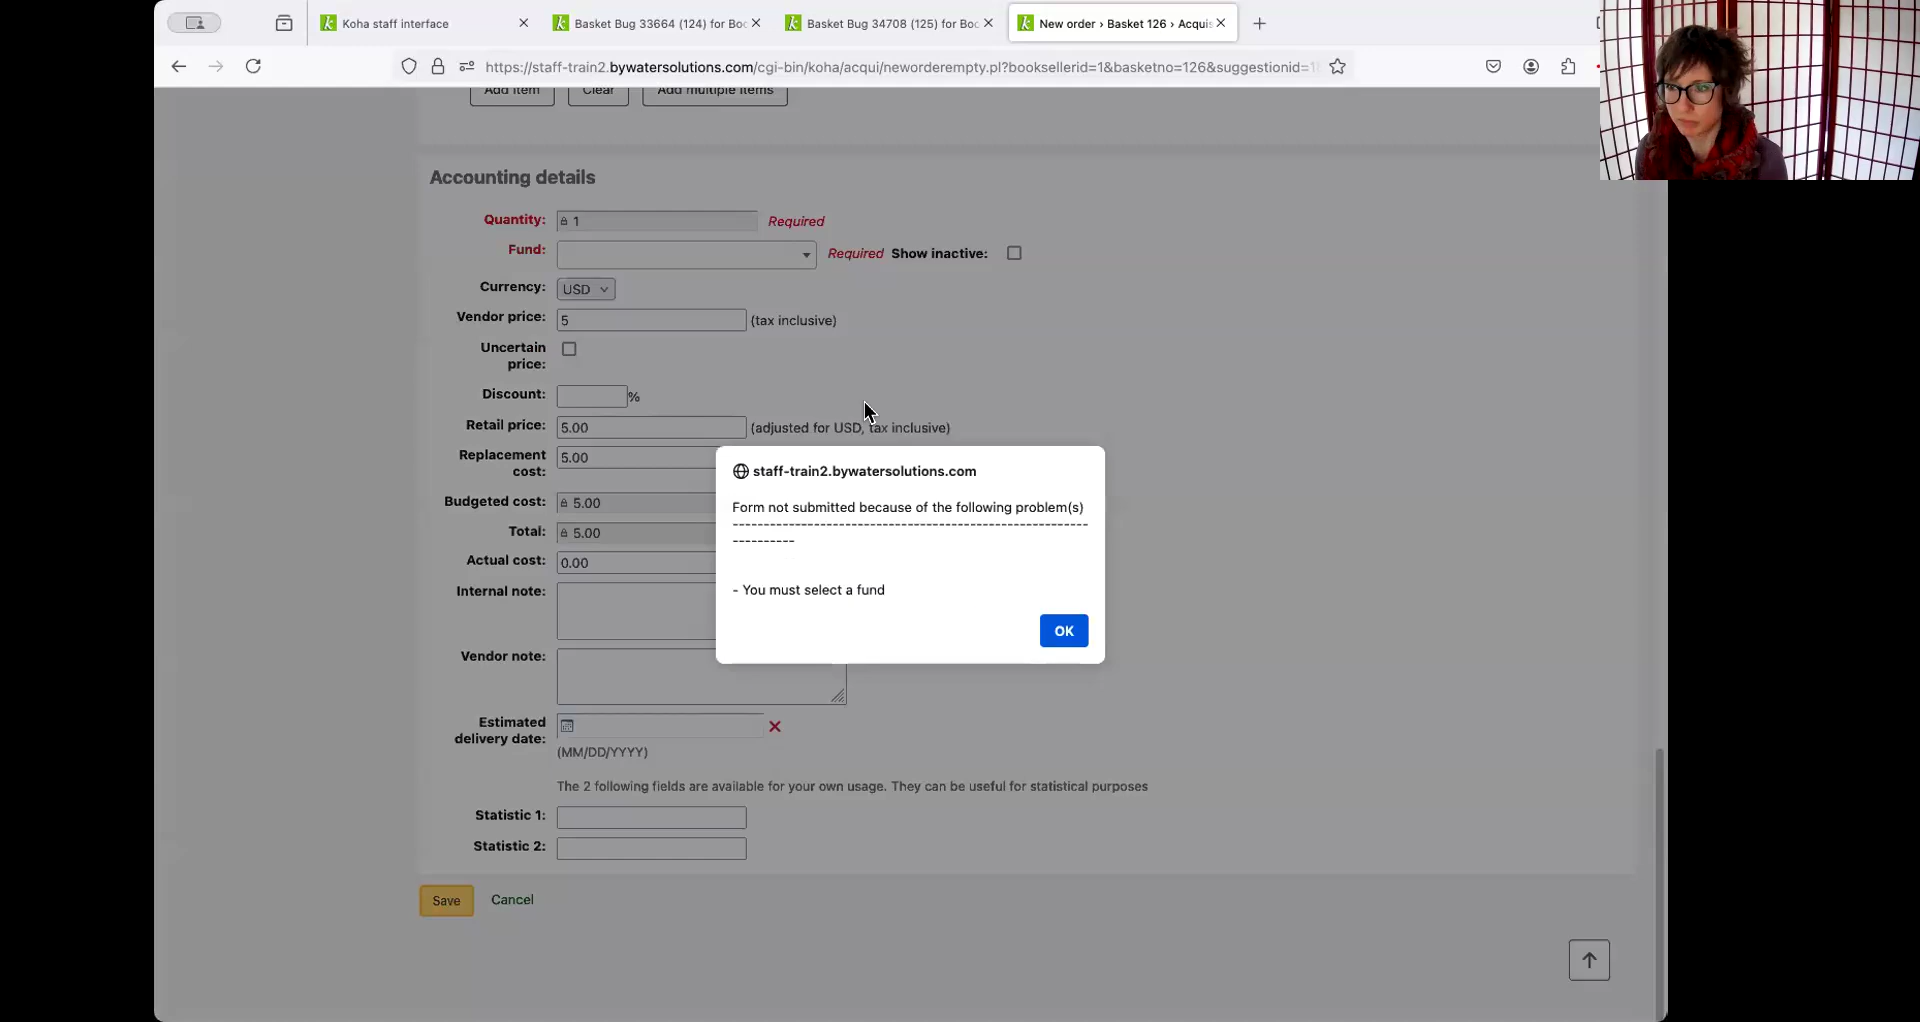 Koha staff interface
Basket Bug 33664 (124) for Boo
Basket Bug 34708 (125) for Boo
New order › Basket 126 › Acquis
https://staff-train2.bywatersolutions.com/cgi-bin/koha/acqui/neworderempty.pl?booksellerid=1&basketno=126&suggestionid=
Add item
Clear
Add multiple items
Accounting details
Quantity: 1 Required
Fund: Required Show inactive:
Currency: USD
Vendor price: 5 (tax inclusive)
Uncertain
price:
Discount: %
Retail price: 5.00 (adjusted for USD, tax inclusive)
Replacement
cost: 5.00
Budgeted cost: 5.00
Total: 5.00
Actual cost: 0.00
Internal note:
Vendor note:
Estimated
delivery date:
(MM/DD/YYYY)
The 2 following fields are available for your own usage. They can be useful for statistical purposes
Statistic 1:
Statistic 2:
Save Cancel
staff-train2.bywatersolutions.com
Form not submitted because of the following problem(s)
---------------------------------------------------------
----------
- You must select a fund
OK